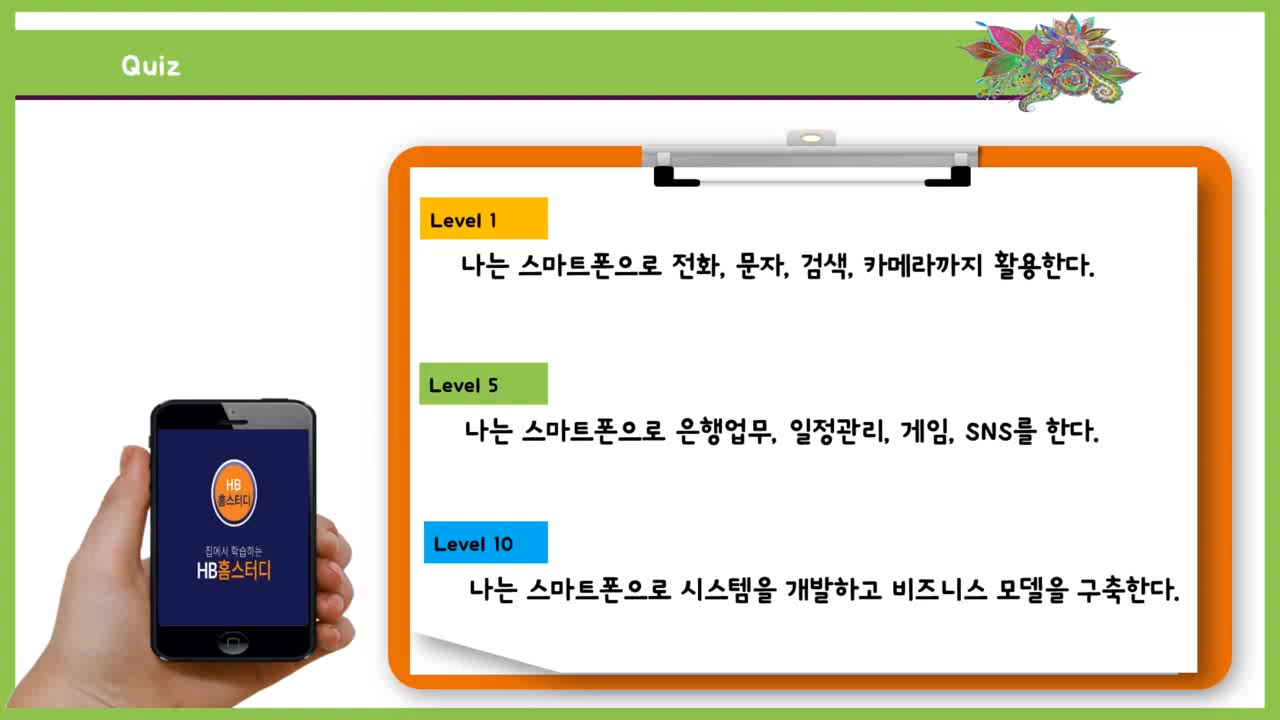 Quiz
Level 1
나는 스마트폰으로 전화, 문자, 검색, 카메라까지 활용한다.
Level 5
나는 스마트폰으로 은행업무, 일정관리, 게임, SNS를 한다.
Level 10
나는 스마트폰으로 시스템을 개발하고 비즈니스 모델을 구축한다.
HB
홈스터디
집에서 학습하는
HB홈스터디